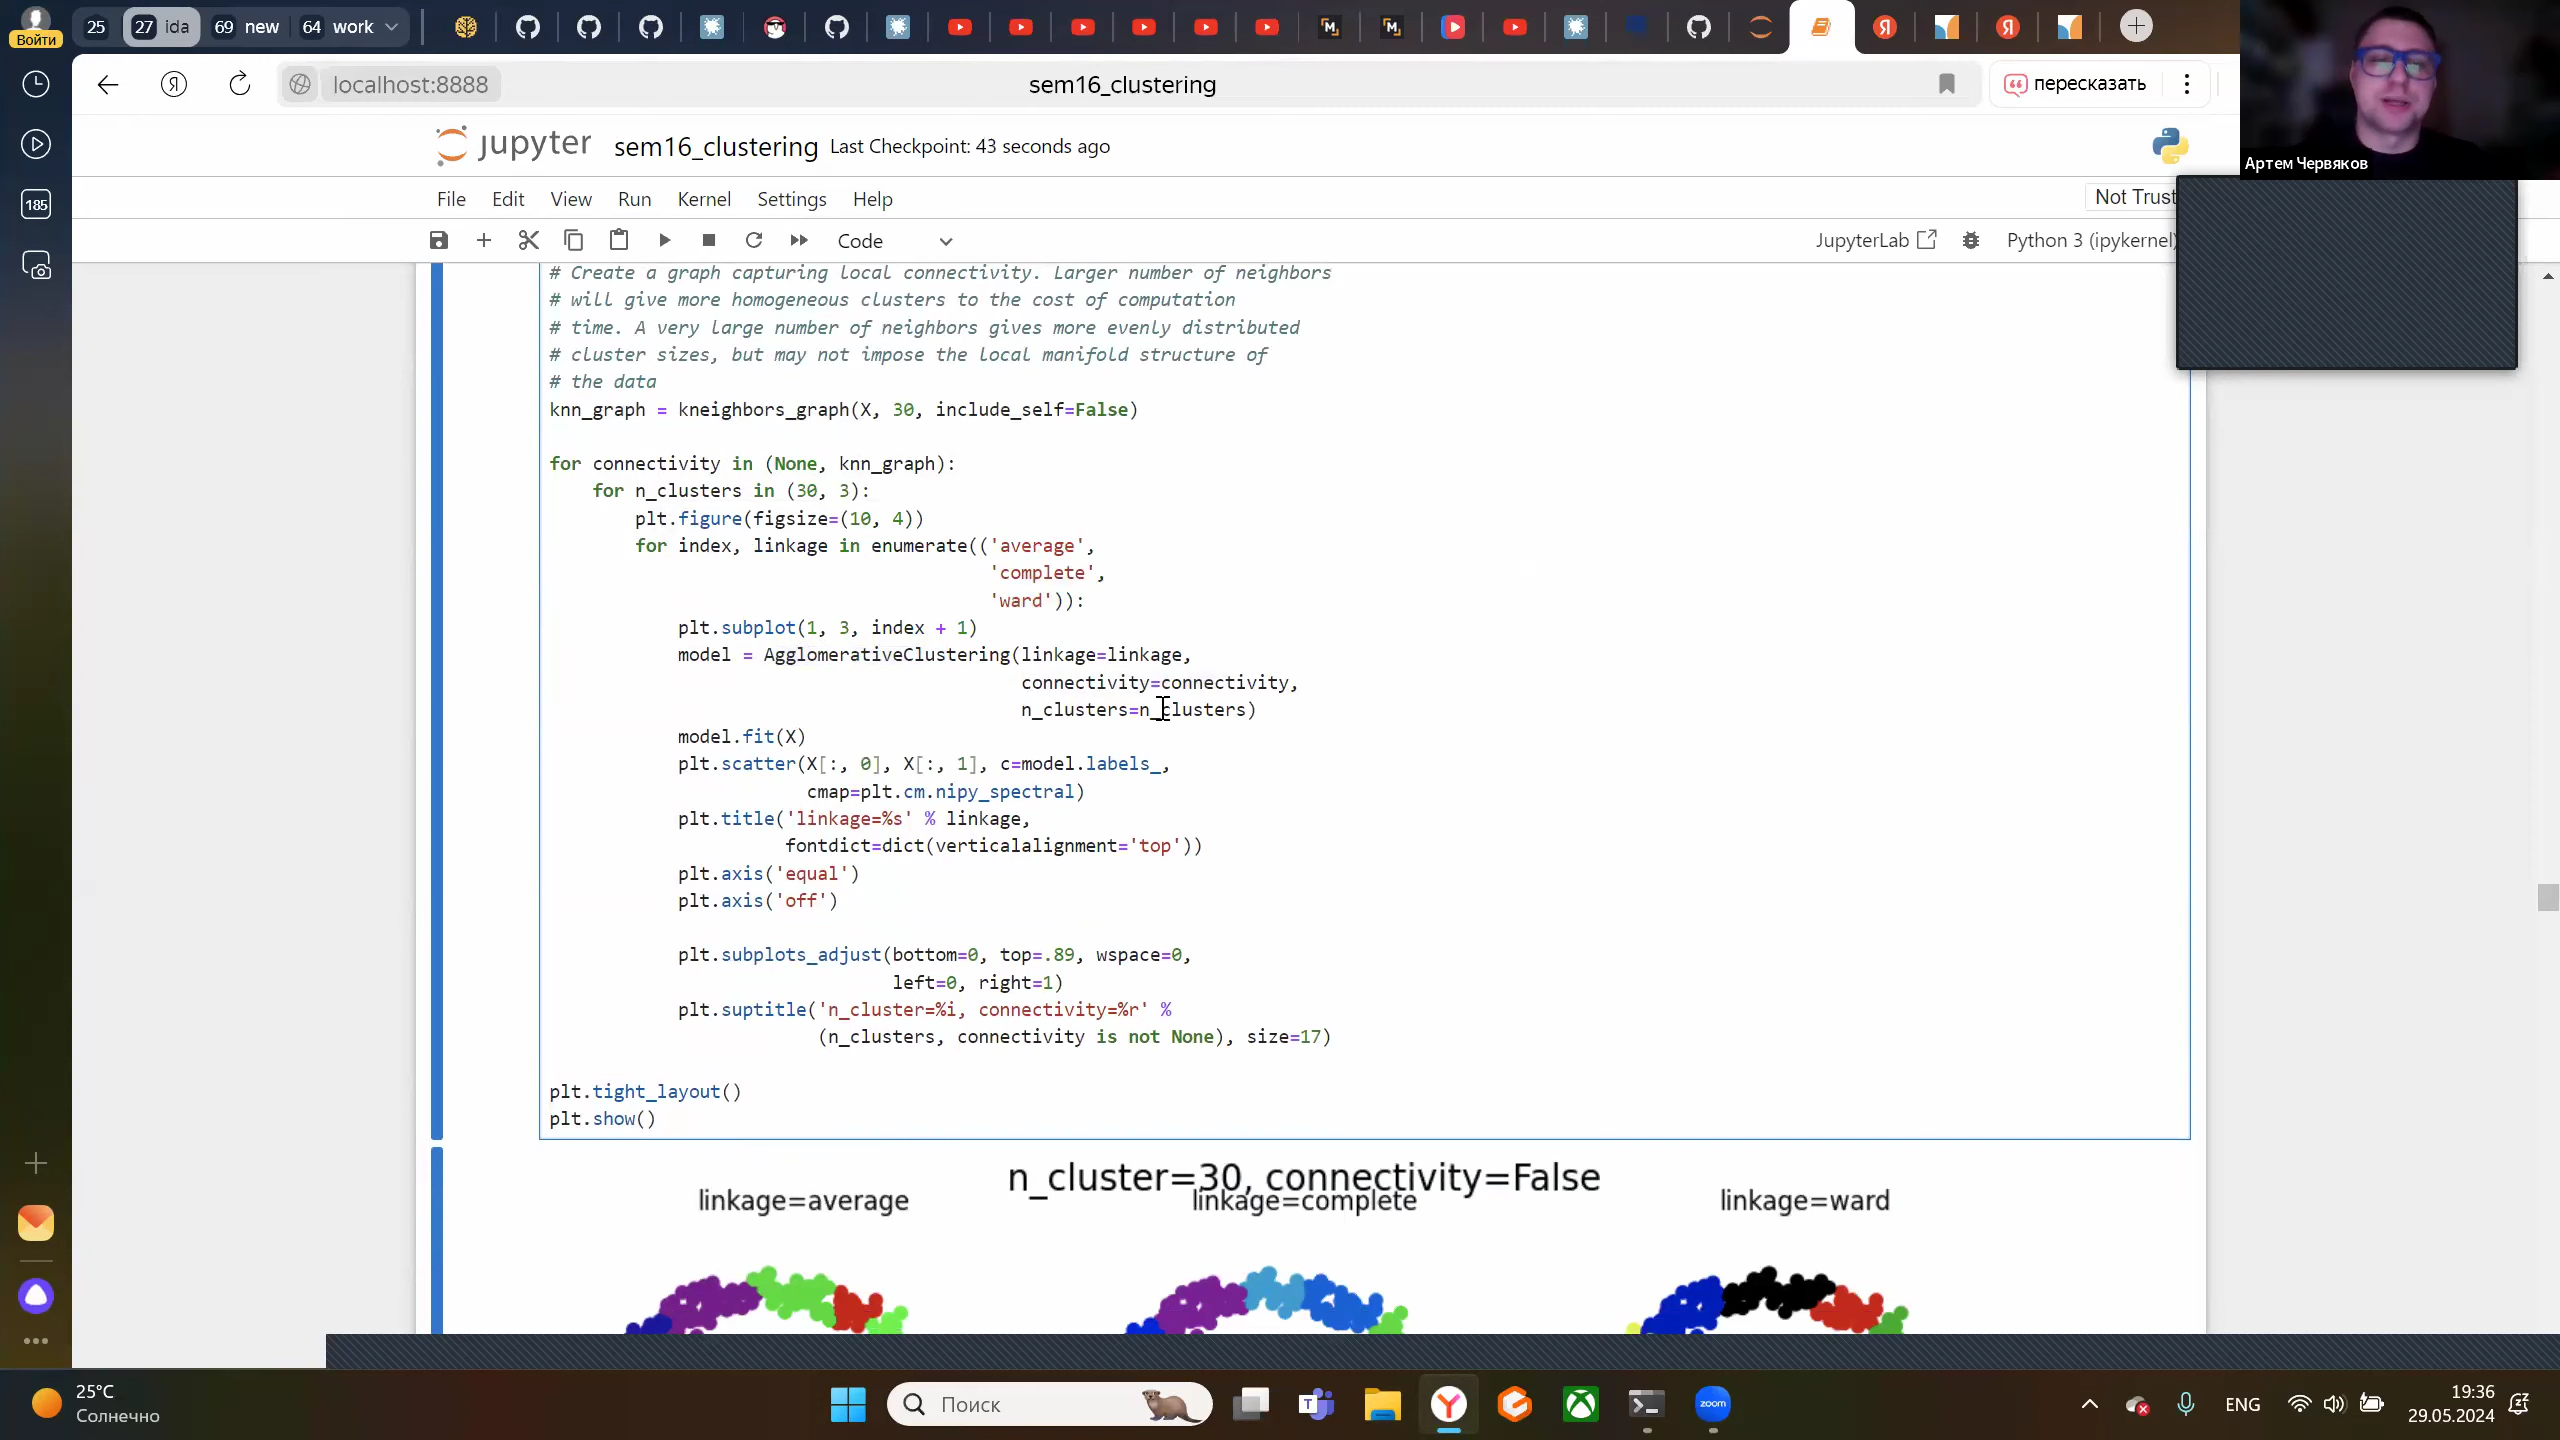 Войти
25
27 ida
69 new
64 work
localhost:8888
sem16_clustering
пересказать
Артем Червяков
185
jupyter
sem16_clustering
Last Checkpoint: 43 seconds ago
File Edit View Run Kernel Settings Help
Not Trust
Code
JupyterLab
Python 3 (ipykernel)
# Create a graph capturing local connectivity. Larger number of neighbors
# will give more homogeneous clusters to the cost of computation
# time. A very large number of neighbors gives more evenly distributed
# cluster sizes, but may not impose the local manifold structure of
# the data
knn_graph = kneighbors_graph(X, 30, include_self=False)
for connectivity in (None, knn_graph):
for n_clusters in (30, 3):
plt.figure(figsize=(10, 4))
for index, linkage in enumerate(('average',
'complete',
'ward')):
plt.subplot(1, 3, index + 1)
model = AgglomerativeClustering(linkage=linkage,
connectivity=connectivity,
n_clusters=n_clusters)
model.fit(X)
plt.scatter(X[:, 0], X[:, 1], c=model.labels_,
cmap=plt.cm.nipy_spectral)
plt.title('linkage=%s' % linkage,
fontdict=dict(verticalalignment='top'))
plt.axis('equal')
plt.axis('off')
plt.subplots_adjust(bottom=0, top=.89, wspace=0,
left=0, right=1)
plt.suptitle('n_cluster=%i, connectivity=%r' %
(n_clusters, connectivity is not None), size=17)
plt.tight_layout()
plt.show()
n_cluster=30, connectivity=False
linkage=average
linkage=complete
linkage=ward
25°C
Солнечно
Поиск
zoom
ENG
19:36
29.05.2024